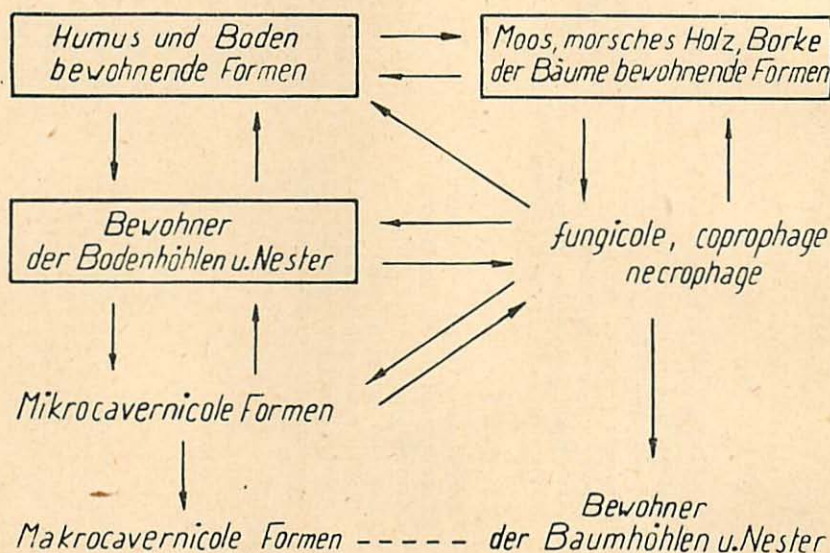 Humus und Boden
bewohnende Formen
Moos, morsches Holz, Borke
der Bäume bewohnende Formen
Bewohner
der Bodenhöhlen u. Nester
fungicole, coprophage
necrophage
Mikrocavernicole Formen
Makrocavernicole Formen
Bewohner
der Baumhöhlen u. Nester